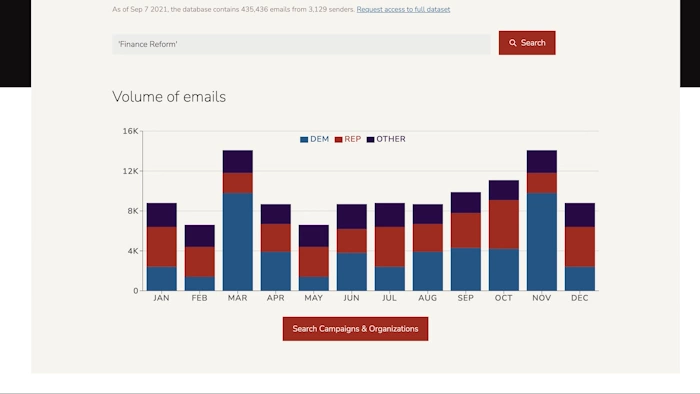 As of Sep 7 2021, the database contains 435,436 emails from 3,129 senders. Request access to full dataset
'Finance Reform' Search
Volume of emails
16K
DEM REP OTHER
12K
8K
4K
0
JAN FEB MAR APR MAY JUN JUL AUG SEP OCT NOV DEC
Search Campaigns & Organizations